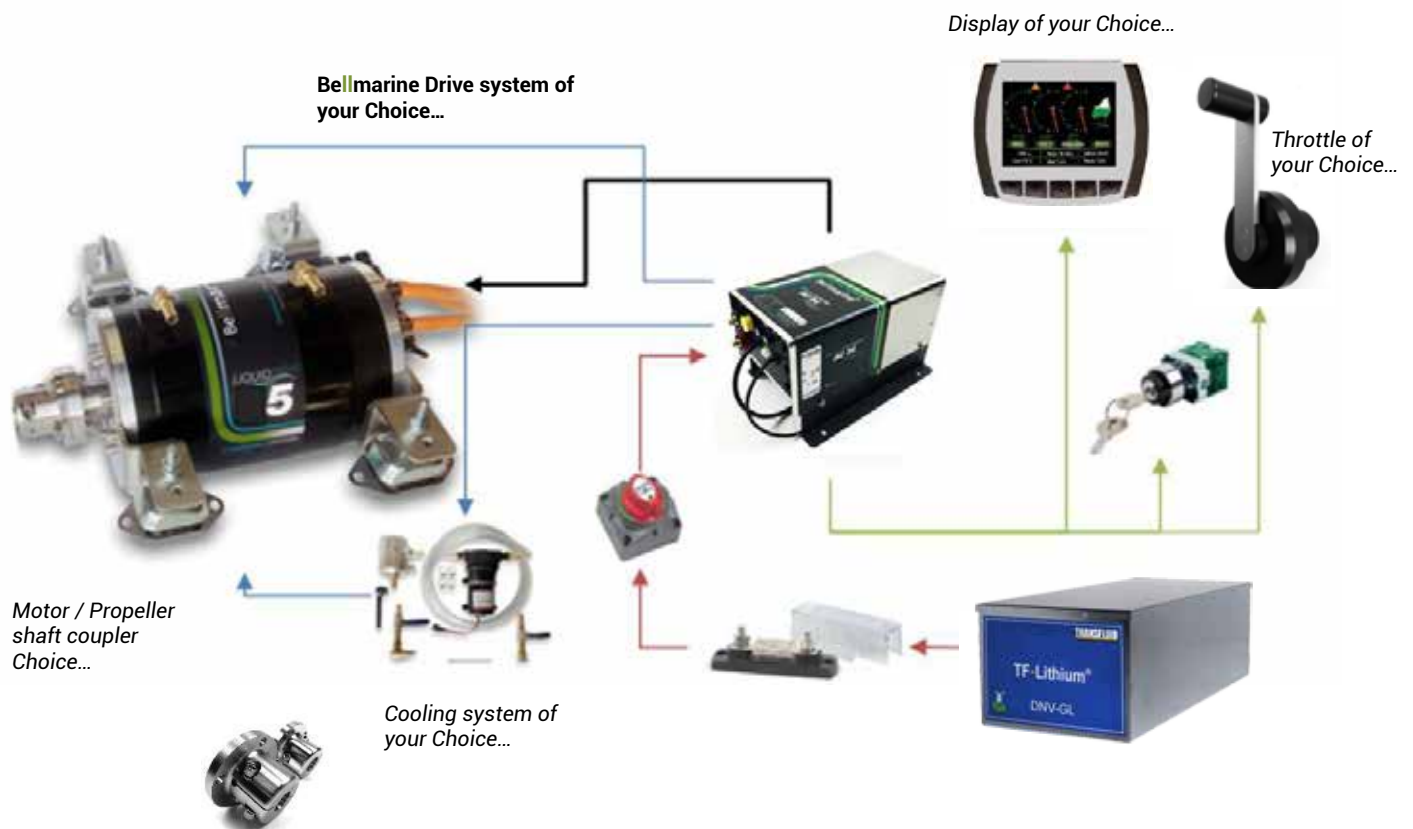 Display of your Choice...
Bellmarine Drive system of
your Choice...
Throttle of
your Choice...
LIQUID
5
Motor / Propeller
shaft coupler
Choice...
TRANSFLUID
TF-Lithium®
DNV-GL
Cooling system of
your Choice...